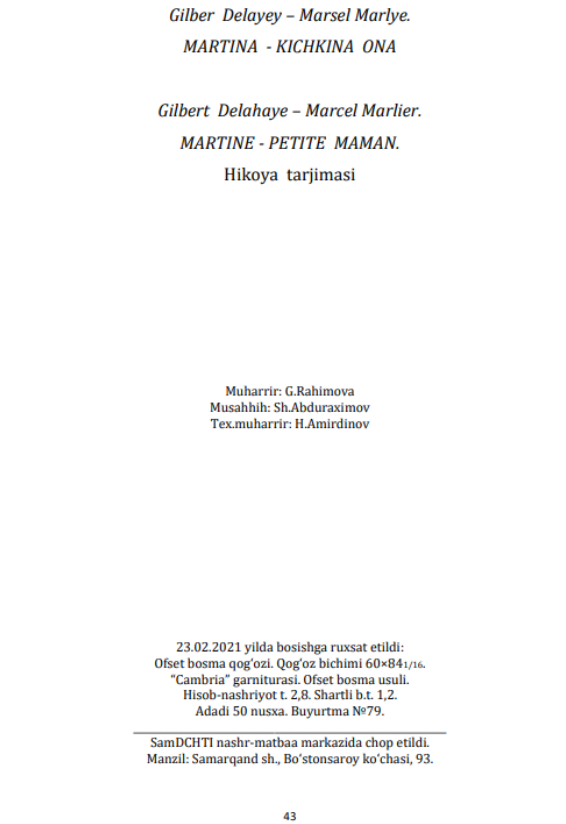 Gilber Delayey – Marsel Marlye.
MARTINA - KICHKINA ONA
Gilbert Delahaye – Marcel Marlier.
MARTINE - PETITE MAMAN.
Hikoya tarjimasi
Muharrir: G.Rahimova
Musahhih: Sh.Abduraximov
Tex.muharrir: H.Amirdinov
23.02.2021 yilda bosishga ruxsat etildi:
Ofset bosma qog‘ozi. Qog‘oz bichimi 60×841/16.
“Cambria” garniturasi. Ofset bosma usuli.
Hisob-nashriyot t. 2,8. Shartli b.t. 1,2.
Adadi 50 nusxa. Buyurtma №79.
SamDCHTI nashr-matbaa markazida chop etildi.
Manzil: Samarqand sh., Bo‘stonsaroy ko‘chasi, 93.
43